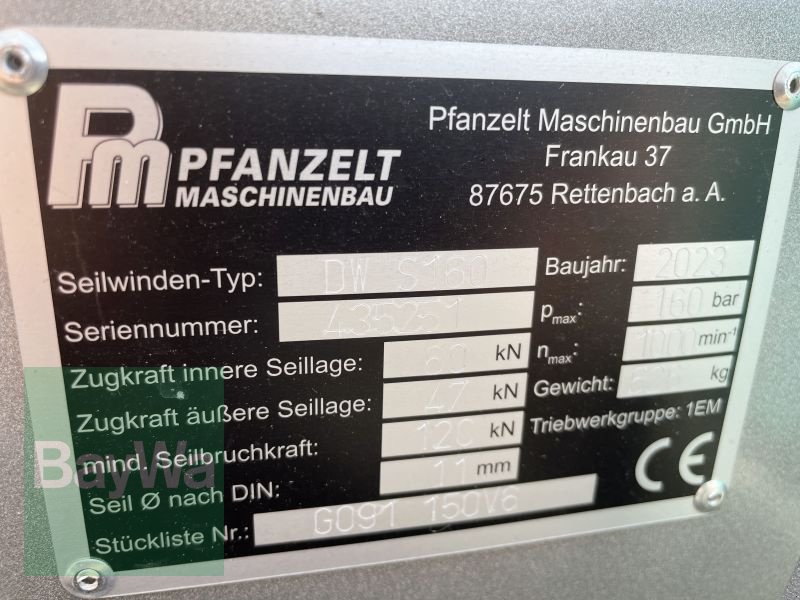 Pm PFANZELT
MASCHINENBAU
Pfanzelt Maschinenbau GmbH
Frankau 37
87675 Rettenbach a. A.
Seilwinden-Typ: DW S160
Seriennummer: 435251
Zugkraft innere Seillage: 60 kN
Zugkraft äußere Seillage: 47 kN
mind. Seilbruchkraft: 120 kN
Seil Ø nach DIN: 11 mm
Stückliste Nr.: G091 150V6
Baujahr: 2023
pmax: 160 bar
nmax: 1000 min-1
Gewicht: kg
Triebwerkgruppe: 1EM
CE
BayWa